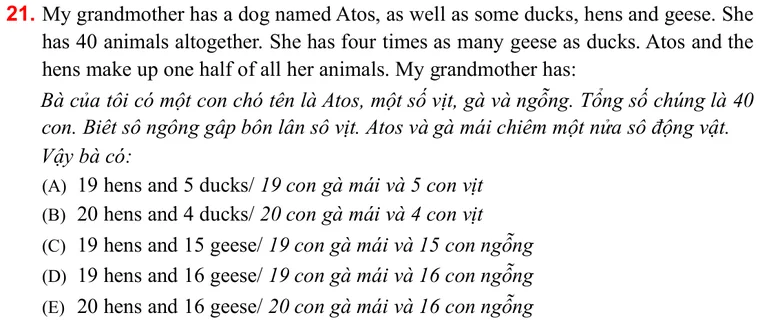 21. My grandmother has a dog named Atos, as well as some ducks, hens and geese. She
has 40 animals altogether. She has four times as many geese as ducks. Atos and the
hens make up one half of all her animals. My grandmother has:
Bà của tôi có một con chó tên là Atos, một số vịt, gà và ngỗng. Tổng số chúng là 40
con. Biêt sô ngông gâp bôn lân sô vịt. Atos và gà mái chiêm một nửa sô động vật.
Vậy bà có:
(A) 19 hens and 5 ducks/ 19 con gà mái và 5 con vịt
(B) 20 hens and 4 ducks/ 20 con gà mái và 4 con vịt
(C) 19 hens and 15 geese/ 19 con gà mái và 15 con ngỗng
(D) 19 hens and 16 geese/ 19 con gà mái và 16 con ngỗng
(E) 20 hens and 16 geese/ 20 con gà mái và 16 con ngỗng